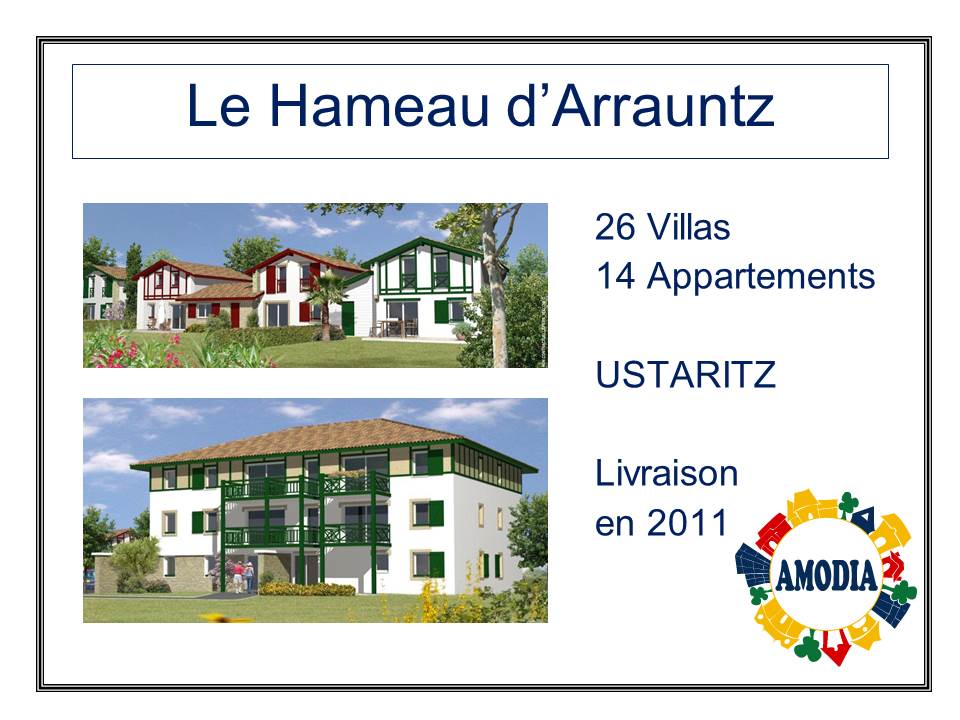 Le Hameau d’Arrauntz
26 Villas
14 Appartements
USTARITZ
Livraison
en 2011
AMODIA